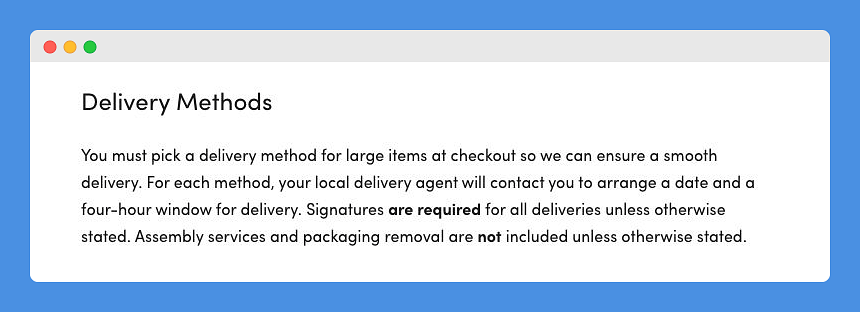 Delivery Methods
You must pick a delivery method for large items at checkout so we can ensure a smooth
delivery. For each method, your local delivery agent will contact you to arrange a date and a
four-hour window for delivery. Signatures are required for all deliveries unless otherwise
stated. Assembly services and packaging removal are not included unless otherwise stated.